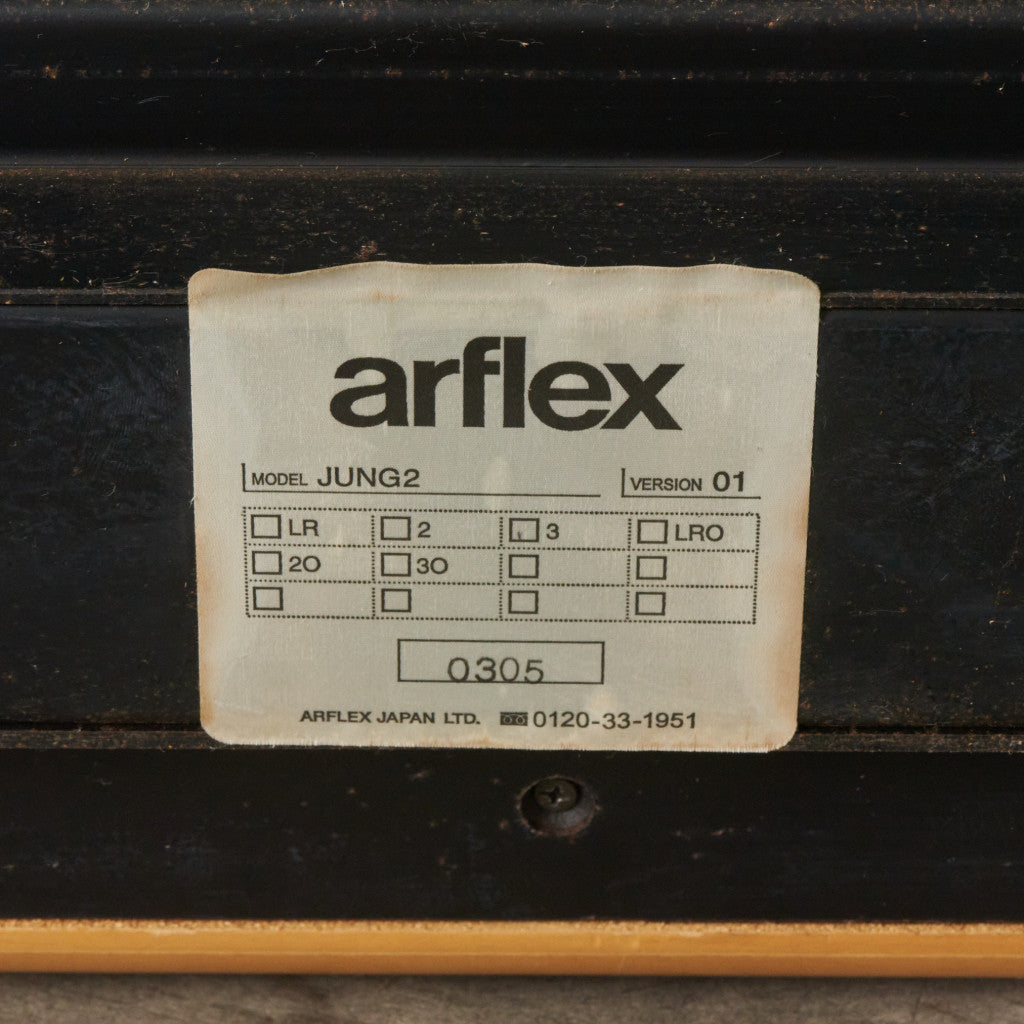 arflex
MODEL JUNG2 VERSION 01
LR 2 3 LRO
2O 3O
0305
ARFLEX JAPAN LTD. 0120-33-1951